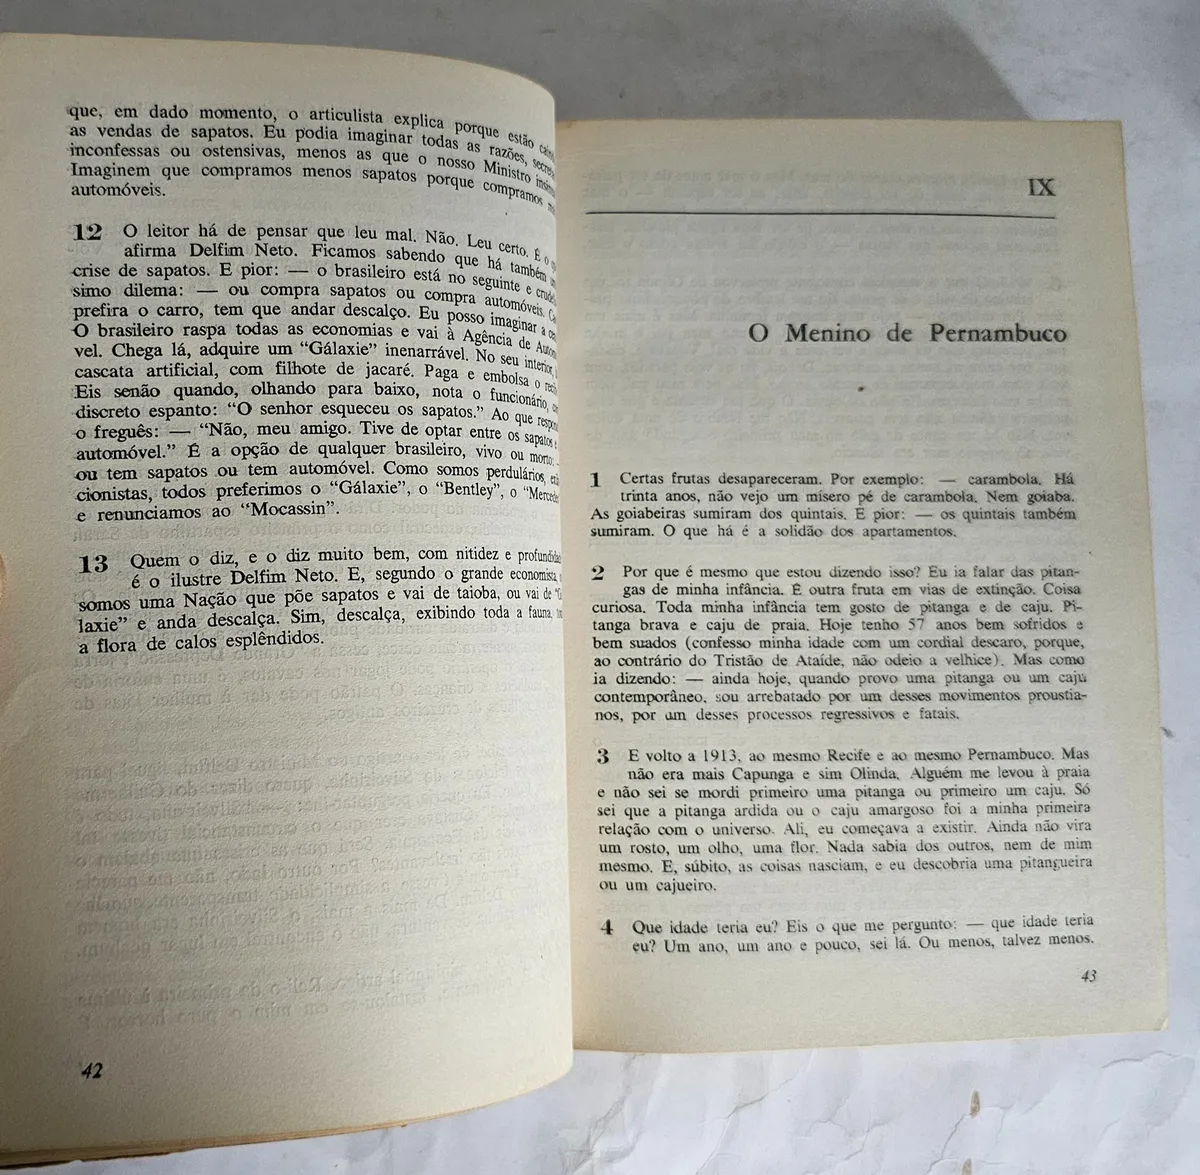 que, em dado momento, o articulista explica porque estão
as vendas de sapatos. Eu podia imaginar todas as razões,
inconfessas ou ostensivas, menos as que o nosso Ministro
Imaginem que compramos menos sapatos porque compramos
automóveis.
12 O leitor há de pensar que leu mal. Não. Leu certo. É o
afirma Delfim Neto. Ficamos sabendo que há também
crise de sapatos. E pior: — o brasileiro está no seguinte e
simo dilema: — ou compra sapatos ou compra automóveis.
prefira o carro, tem que andar descalço. Eu posso imaginar a
O brasileiro raspa todas as economias e vai à Agência de
vel. Chega lá, adquire um “Gálaxie” inenarrável. No seu interior,
cascata artificial, com filhote de jacaré. Paga e embolsa o
Eis senão quando, olhando para baixo, nota o funcionário,
discreto espanto: “O senhor esqueceu os sapatos.” Ao que
o freguês: — “Não, meu amigo. Tive de optar entre os sapatos
automóvel.” É a opção de qualquer brasileiro, vivo ou morto:
ou tem sapatos ou tem automóvel. Como somos perdulários,
cionistas, todos preferimos o “Gálaxie”, o “Bentley”, o
e renunciamos ao “Mocassin”.
13 Quem o diz, e o diz muito bem, com nitidez e
é o ilustre Delfim Neto. E, segundo o grande economista,
somos uma Nação que põe sapatos e vai de taioba, ou vai de
laxie” e anda descalça. Sim, descalça, exibindo toda a fauna,
a flora de calos esplêndidos.
42
IX
O Menino de Pernambuco
1 Certas frutas desapareceram. Por exemplo: — carambola. Há
trinta anos, não vejo um mísero pé de carambola. Nem goiaba.
As goiabeiras sumiram dos quintais. E pior: — os quintais também
sumiram. O que há é a solidão dos apartamentos.
2 Por que é mesmo que estou dizendo isso? Eu ia falar das pitan-
gas de minha infância. É outra fruta em vias de extinção. Coisa
curiosa. Toda minha infância tem gosto de pitanga e de caju. Pi-
tanga brava e caju de praia. Hoje tenho 57 anos bem sofridos e
bem suados (confesso minha idade com um cordial descaro, porque,
ao contrário do Tristão de Ataíde, não odeio a velhice). Mas como
ia dizendo: — ainda hoje, quando provo uma pitanga ou um caju
contemporâneo, sou arrebatado por um desses movimentos proustia-
nos, por um desses processos regressivos e fatais.
3 E volto a 1913, ao mesmo Recife e ao mesmo Pernambuco. Mas
não era mais Capunga e sim Olinda. Alguém me levou à praia
e não sei se mordi primeiro uma pitanga ou primeiro um caju. Só
sei que a pitanga ardida ou o caju amargoso foi a minha primeira
relação com o universo. Ali, eu começava a existir. Ainda não vira
um rosto, um olho, uma flor. Nada sabia dos outros, nem de mim
mesmo. E, súbito, as coisas nasciam, e eu descobria uma pitangueira
ou um cajueiro.
4 Que idade teria eu? Eis o que me pergunto: — que idade teria
eu? Um ano, um ano e pouco, sei lá. Ou menos, talvez menos.
43